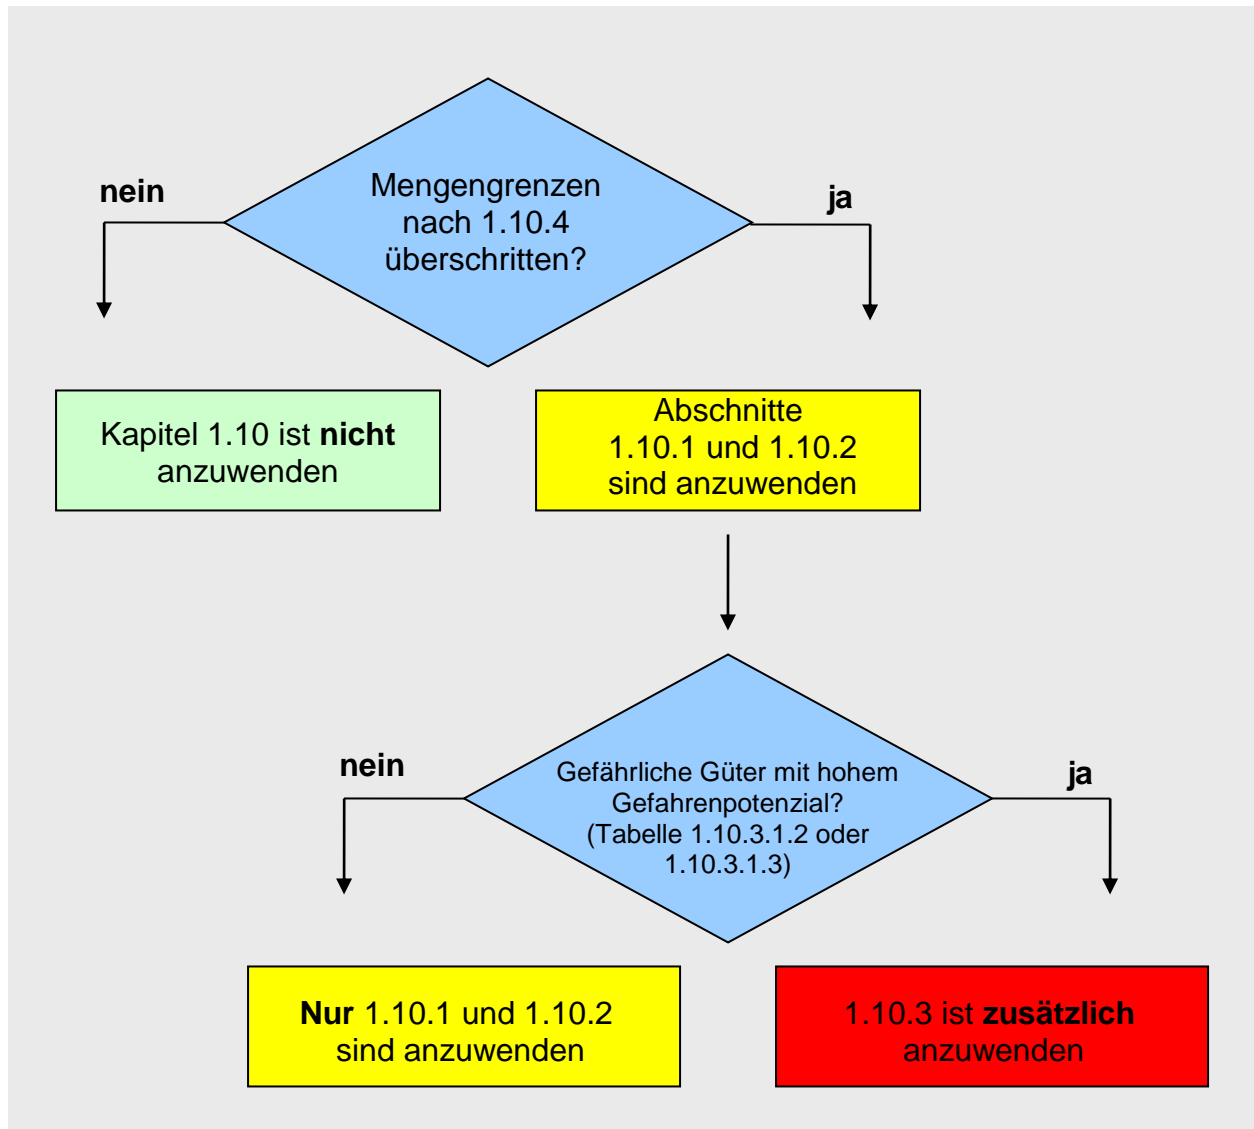 Mengengrenzen
nach 1.10.4
überschritten?
nein
ja
Kapitel 1.10 ist nicht
anzuwenden
Abschnitte
1.10.1 und 1.10.2
sind anzuwenden
Gefährliche Güter mit hohem
Gefahrenpotenzial?
(Tabelle 1.10.3.1.2 oder
1.10.3.1.3)
nein
ja
Nur 1.10.1 und 1.10.2
sind anzuwenden
1.10.3 ist zusätzlich
anzuwenden